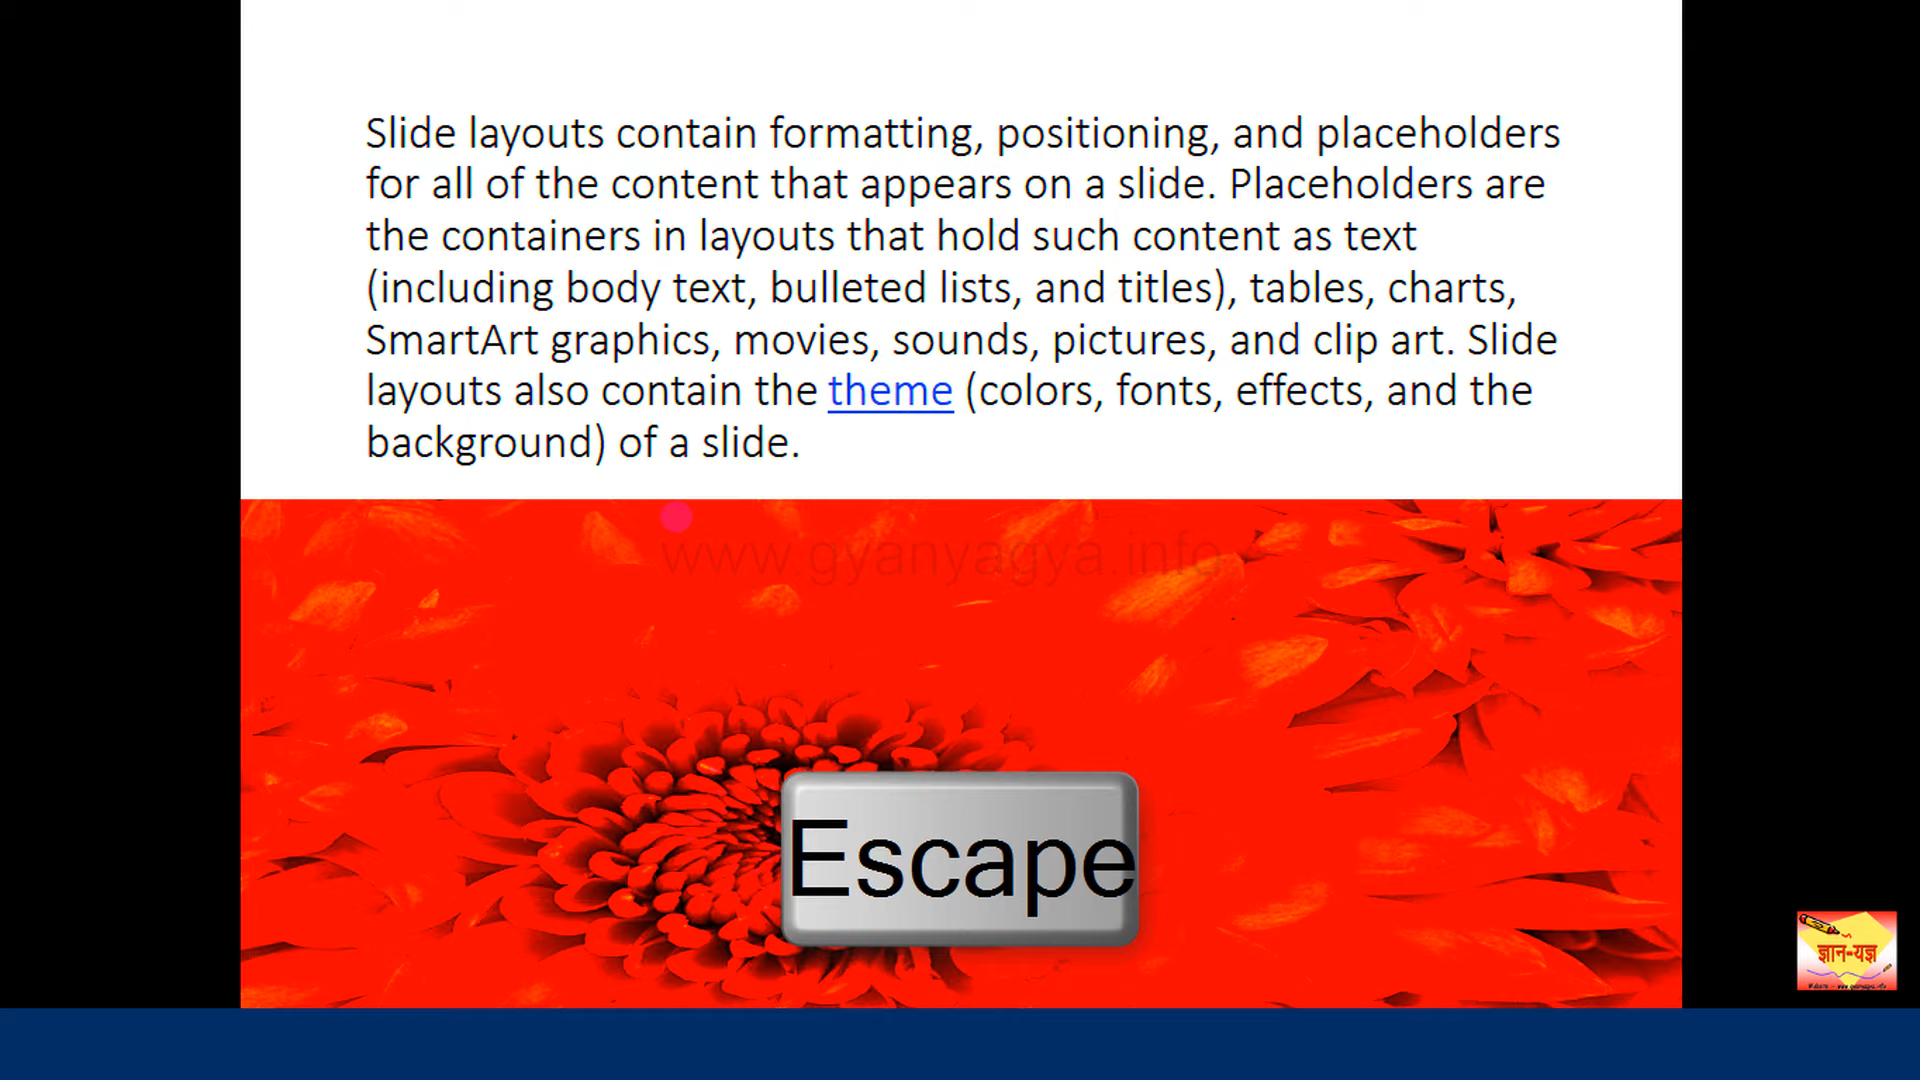 Slide layouts contain formatting, positioning, and placeholders
for all of the content that appears on a slide. Placeholders are
the containers in layouts that hold such content as text
(including body text, bulleted lists, and titles), tables, charts,
SmartArt graphics, movies, sounds, pictures, and clip art. Slide
layouts also contain the theme (colors, fonts, effects, and the
background) of a slide.
www.gyanyagya.info
Escape
ज्ञान-यज्ञ